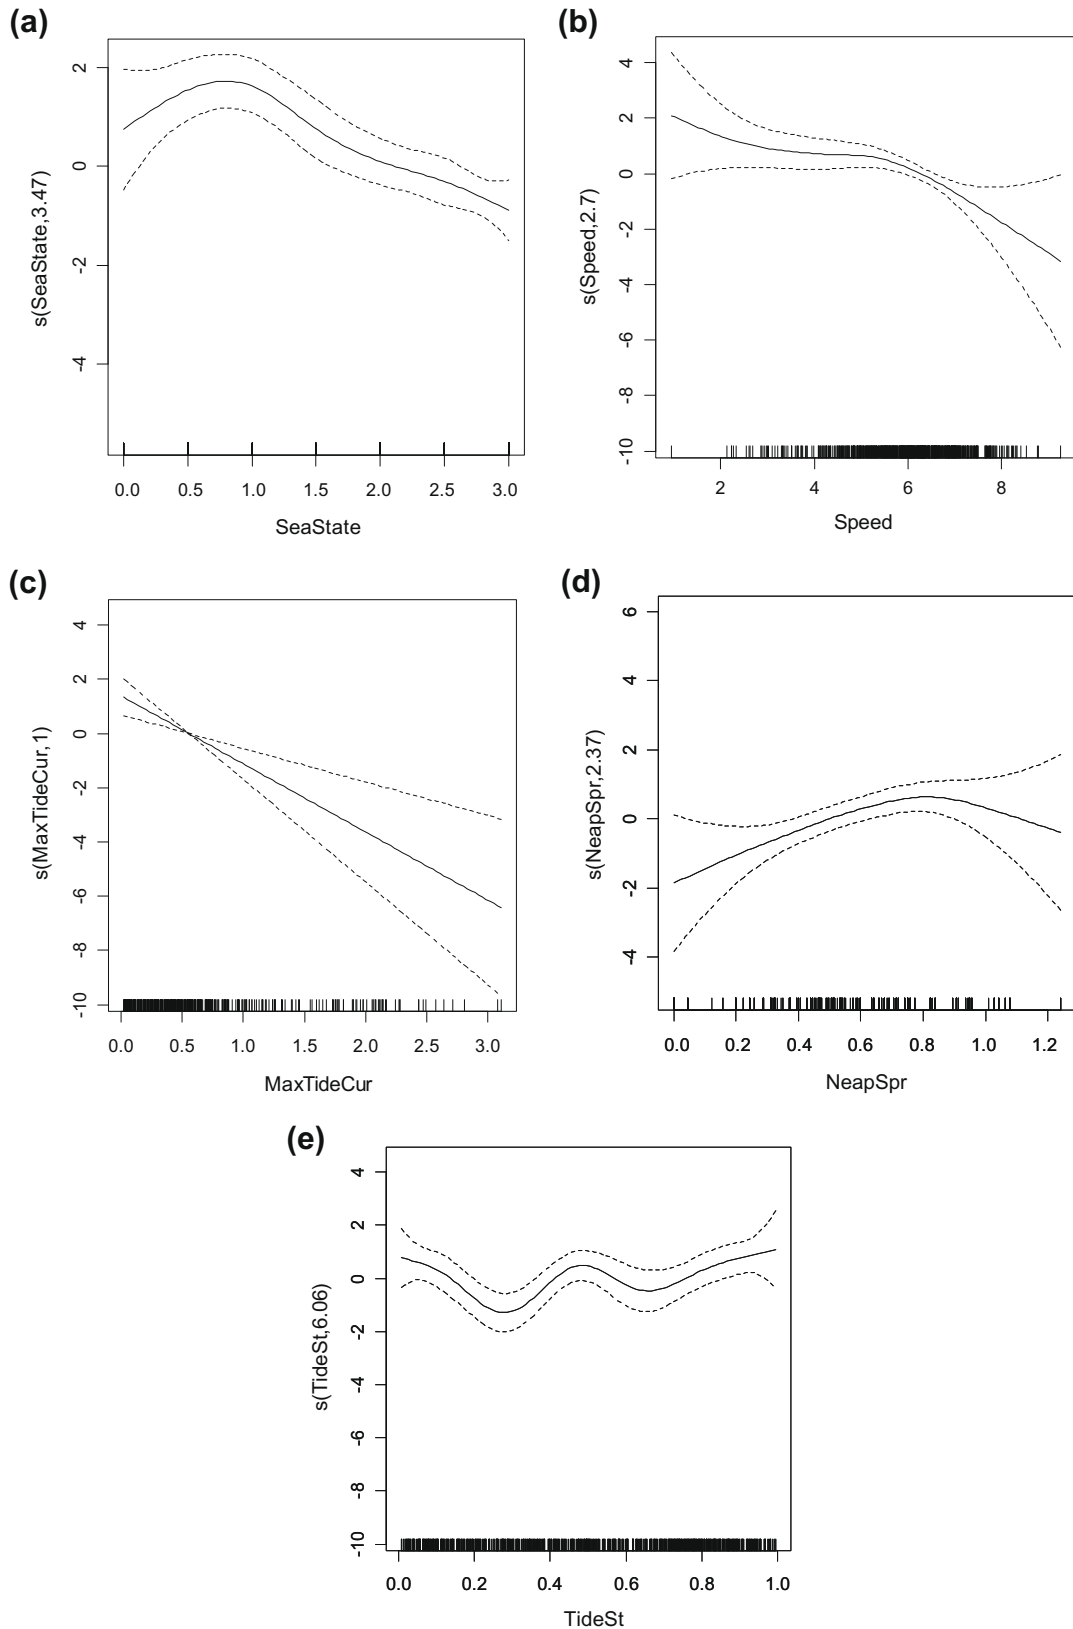 (a)
s(SeaState,3.47)
2
0
-2
-4
0.0 0.5 1.0 1.5 2.0 2.5 3.0
SeaState
(b)
s(Speed,2.7)
4
2
0
-2
-4
-6
-8
-10
2 4 6 8
Speed
(c)
s(MaxTideCur,1)
4
2
0
-2
-4
-6
-8
-10
0.0 0.5 1.0 1.5 2.0 2.5 3.0
MaxTideCur
(d)
s(NeapSpr,2.37)
6
4
2
0
-2
-4
0.0 0.2 0.4 0.6 0.8 1.0 1.2
NeapSpr
(e)
s(TideSt,6.06)
4
2
0
-2
-4
-6
-8
-10
0.0 0.2 0.4 0.6 0.8 1.0
TideSt